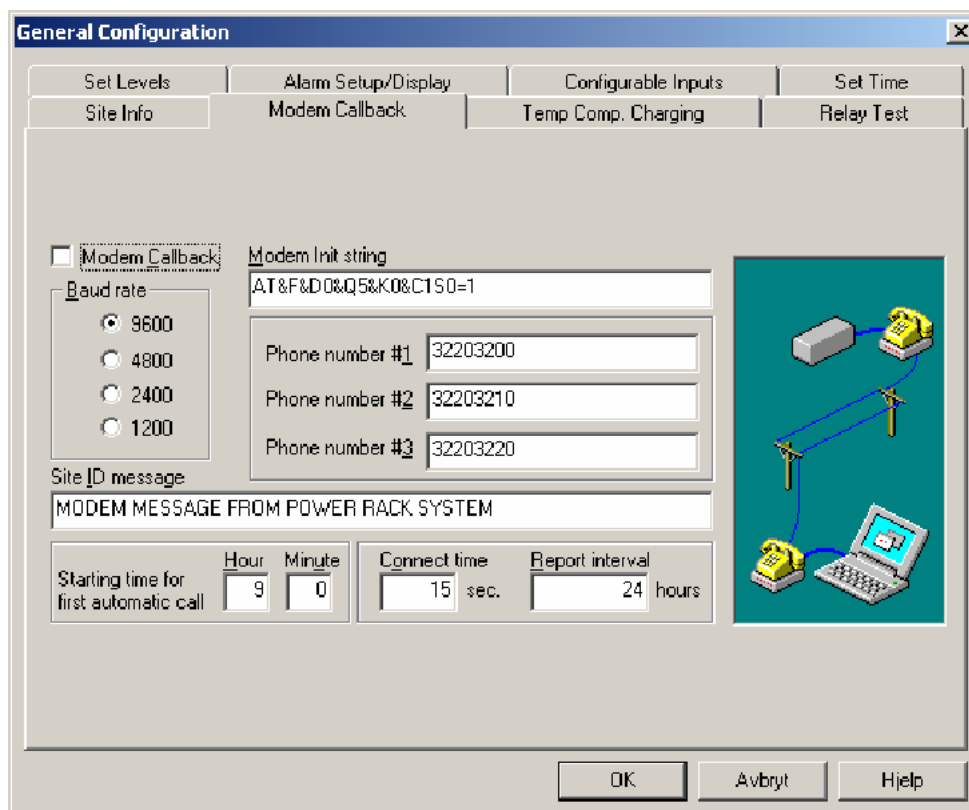 General Configuration
Set Levels Alarm Setup/Display Configurable Inputs Set Time
Site Info Modem Callback Temp Comp. Charging Relay Test
Modem Callback
Modem Init string
AT&F&D0&Q5&K0&C1S0=1
Baud rate
9600
4800
2400
1200
Phone number #1 32203200
Phone number #2 32203210
Phone number #3 32203220
Site ID message
MODEM MESSAGE FROM POWER RACK SYSTEM
Starting time for
first automatic call
Hour Minute
9 0
Connect time Report interval
15 sec. 24 hours
OK Avbryt Hjelp